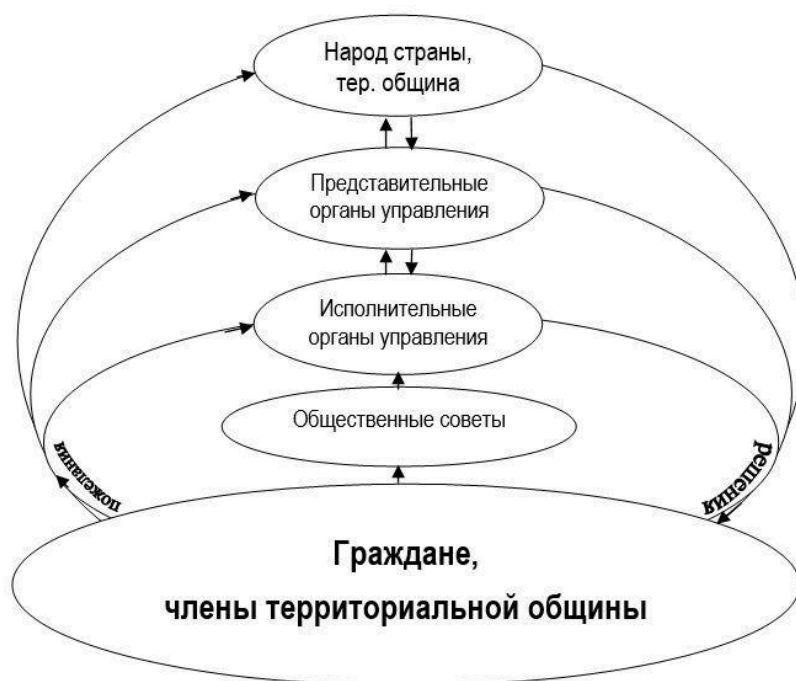 Народ страны,
тер. община
Представительные
органы управления
Исполнительные
органы управления
Общественные советы
пожелания
решения
Граждане,
члены территориальной общины